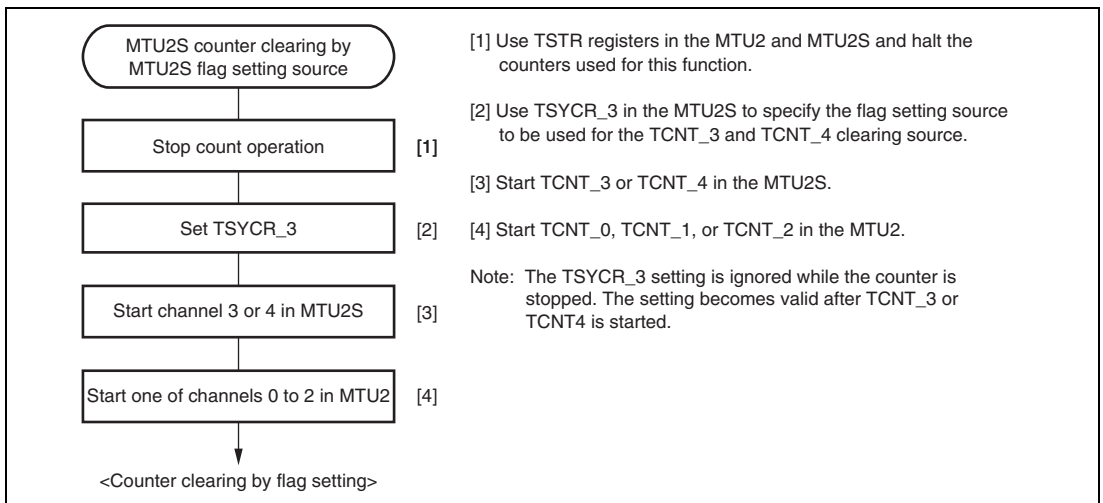 MTU2S counter clearing by
MTU2S flag setting source
Stop count operation
[1]
Set TSYCR_3
[2]
Start channel 3 or 4 in MTU2S
[3]
Start one of channels 0 to 2 in MTU2
[4]
<Counter clearing by flag setting>
[1] Use TSTR registers in the MTU2 and MTU2S and halt the
counters used for this function.
[2] Use TSYCR_3 in the MTU2S to specify the flag setting source
to be used for the TCNT_3 and TCNT_4 clearing source.
[3] Start TCNT_3 or TCNT_4 in the MTU2S.
[4] Start TCNT_0, TCNT_1, or TCNT_2 in the MTU2.
Note: The TSYCR_3 setting is ignored while the counter is
stopped. The setting becomes valid after TCNT_3 or
TCNT4 is started.